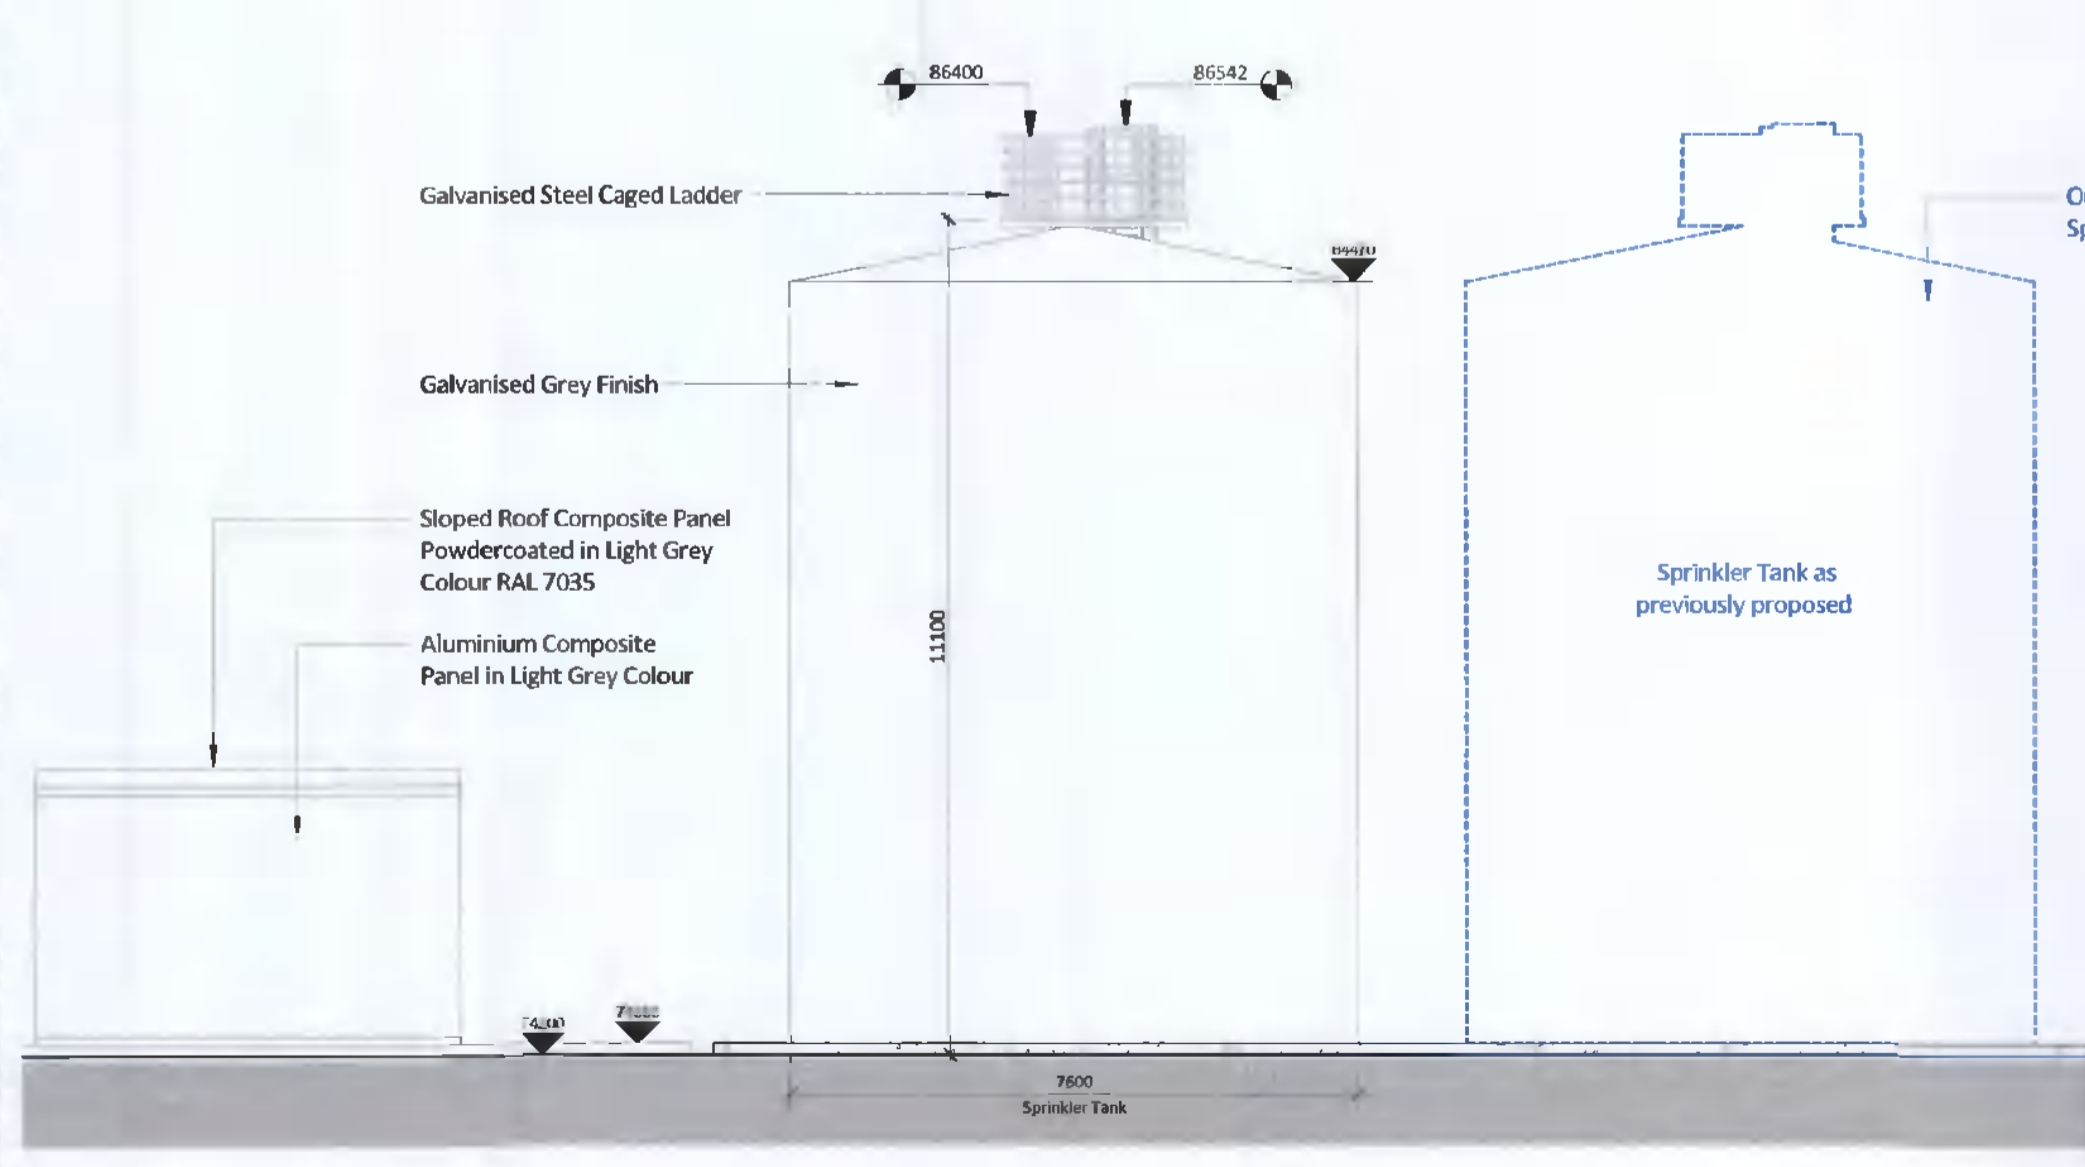 86400
86542
Galvanised Steel Caged Ladder
84470
Galvanised Grey Finish
Sloped Roof Composite Panel
Powdercoated in Light Grey
Colour RAL 7035
Aluminium Composite
Panel in Light Grey Colour
11100
Sprinkler Tank as
previously proposed
7600
Sprinkler Tank